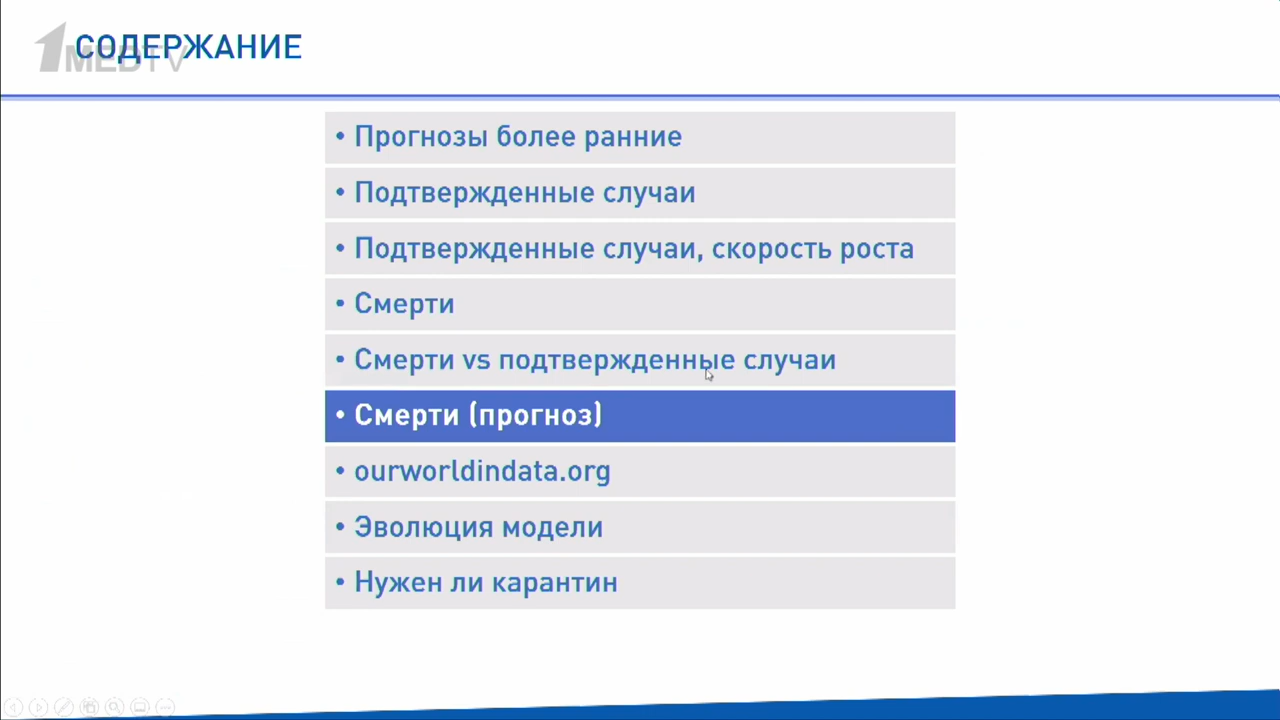 1MEDTV
СОДЕРЖАНИЕ
• Прогнозы более ранние
• Подтвержденные случаи
• Подтвержденные случаи, скорость роста
• Смерти
• Смерти vs подтвержденные случаи
• Смерти (прогноз)
• ourworldindata.org
• Эволюция модели
• Нужен ли карантин